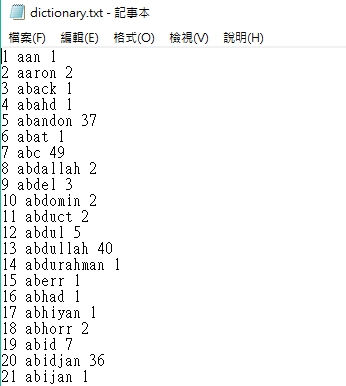 dictionary.txt - 記事本
檔案(F) 編輯(E) 格式(O) 檢視(V) 說明(H)
1 aan 1
2 aaron 2
3 aback 1
4 abahd 1
5 abandon 37
6 abat 1
7 abc 49
8 abdallah 2
9 abdel 3
10 abdomin 2
11 abduct 2
12 abdul 5
13 abdullah 40
14 abdurahman 1
15 aberr 1
16 abhad 1
17 abhiyan 1
18 abhorr 2
19 abid 7
20 abidjan 36
21 abijan 1